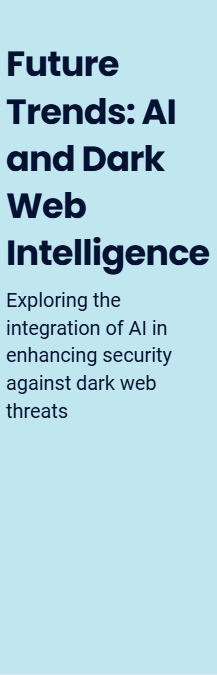 Future
Trends: AI
and Dark
Web
Intelligence
Exploring the
integration of AI in
enhancing security
against dark web
threats